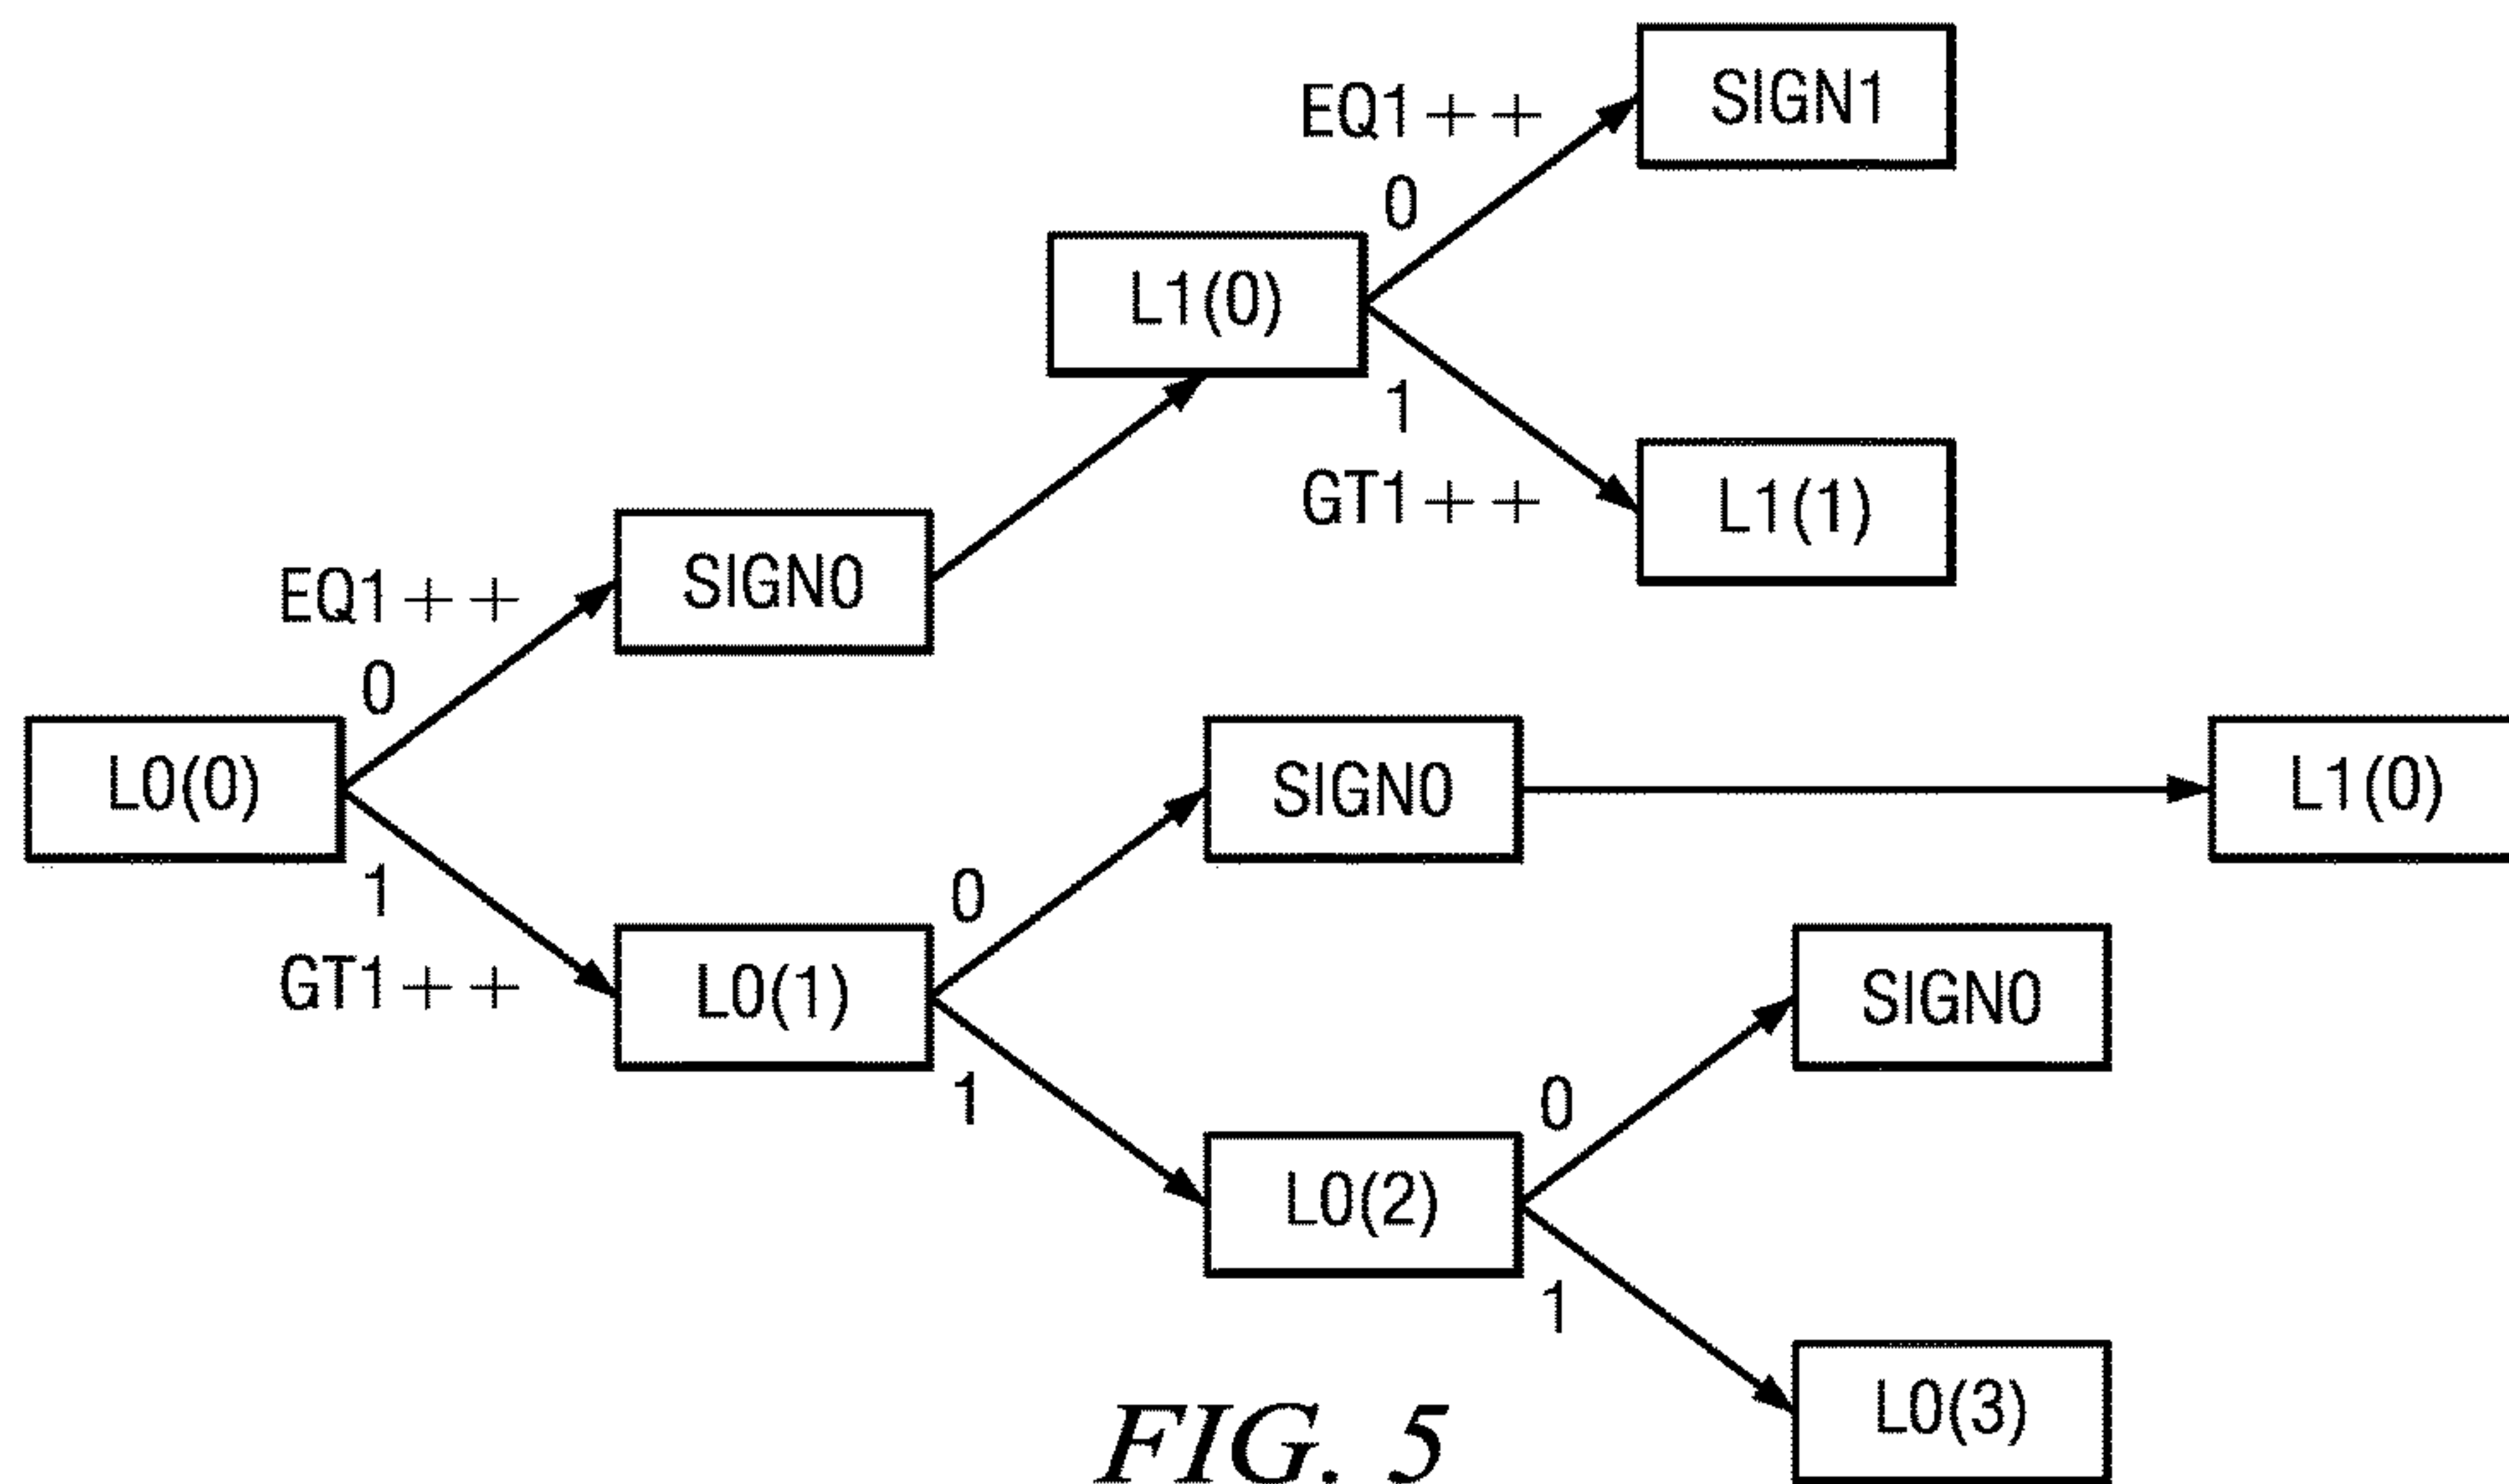 SIGN1
EQ1++
0
L1(0)
1
GT1++
L1(1)
SIGN0
EQ1++
0
L0(0)
SIGN0
L1(0)
1
GT1++
L0(1)
0
1
SIGN0
L0(2)
0
1
L0(3)
FIG. 5